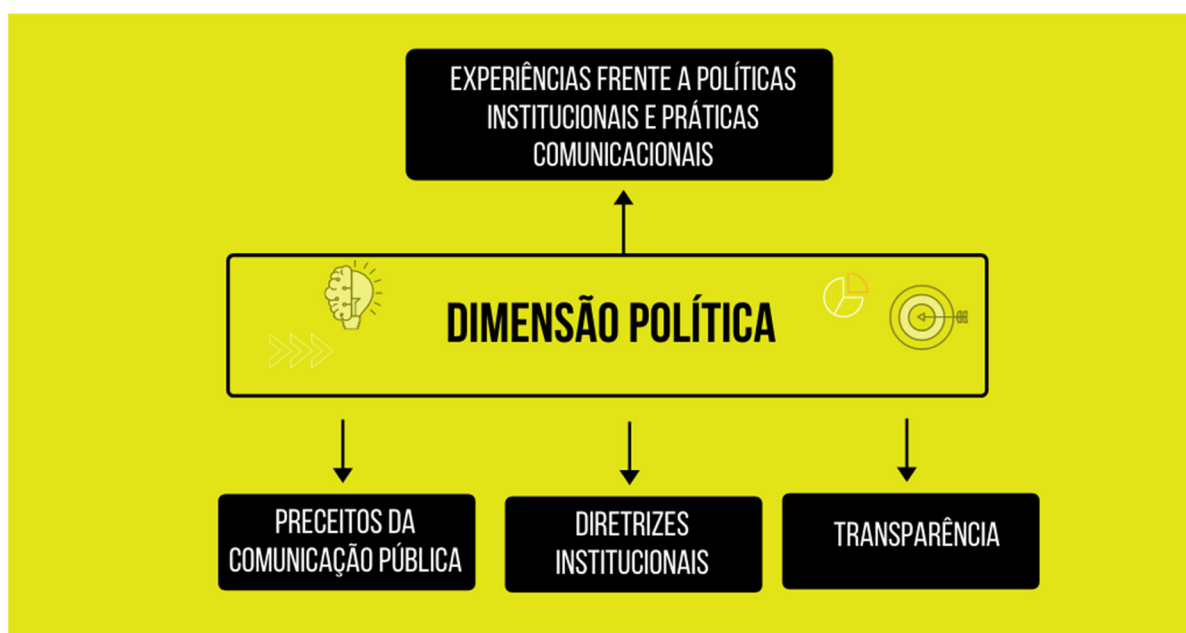 EXPERIÊNCIAS FRENTE A POLÍTICAS
INSTITUCIONAIS E PRÁTICAS
COMUNICACIONAIS
DIMENSÃO POLÍTICA
PRECEITOS DA
COMUNICAÇÃO PÚBLICA
DIRETRIZES
INSTITUCIONAIS
TRANSPARÊNCIA